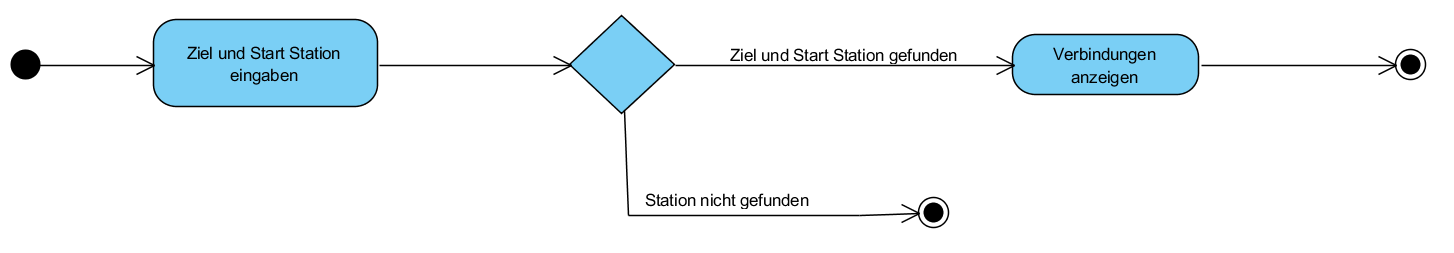 Ziel und Start Station
eingaben
Ziel und Start Station gefunden
Verbindungen
anzeigen
Station nicht gefunden